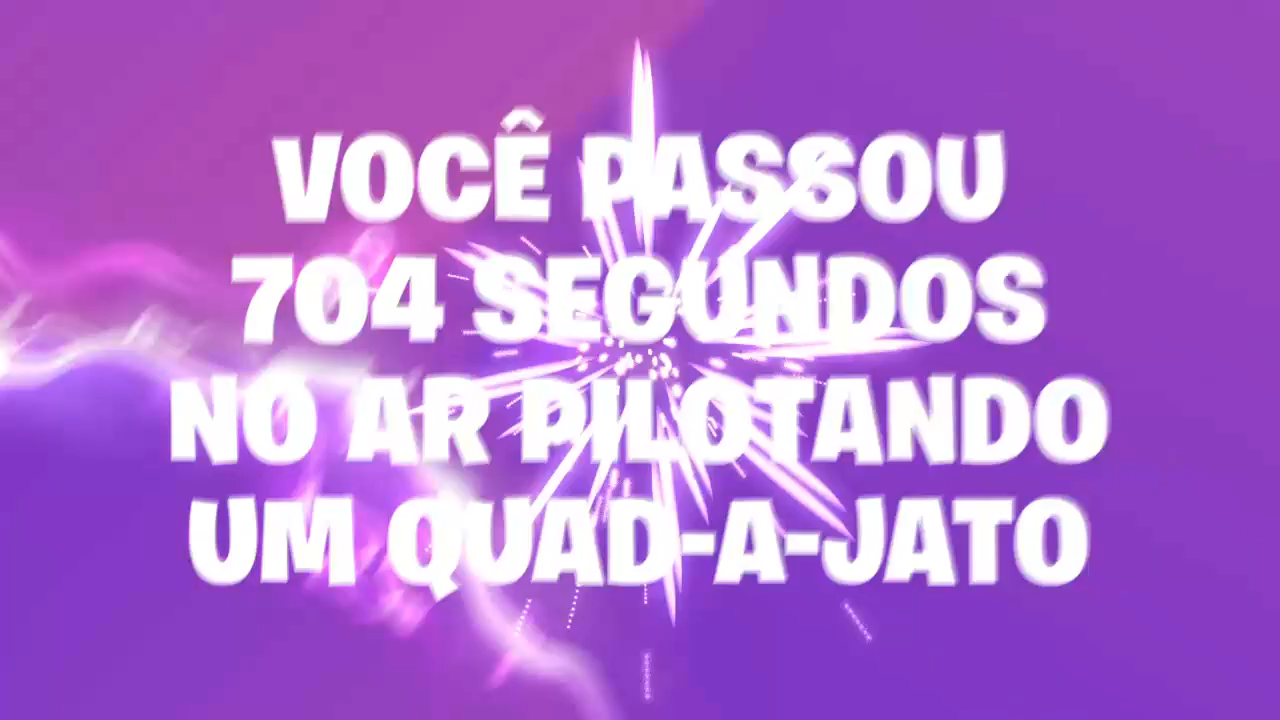 VOCÊ PASSOU
704 SEGUNDOS
NO AR PILOTANDO
UM QUAD-A-JATO